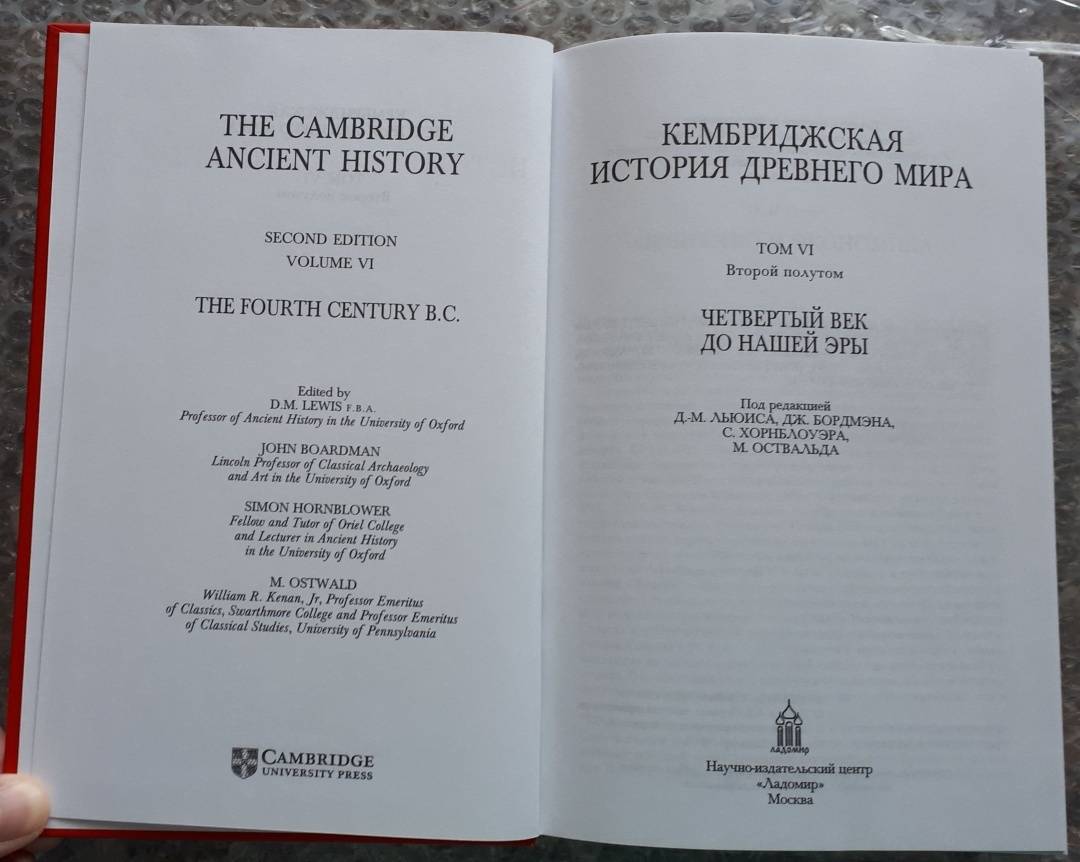 THE CAMBRIDGE
ANCIENT HISTORY
SECOND EDITION
VOLUME VI
THE FOURTH CENTURY B.C.
Edited by
D.M. LEWIS F.B.A.
Professor of Ancient History in the University of Oxford
JOHN BOARDMAN
Lincoln Professor of Classical Archaeology
and Art in the University of Oxford
SIMON HORNBLOWER
Fellow and Tutor of Oriel College
and Lecturer in Ancient History
in the University of Oxford
M. OSTWALD
William R. Kenan, Jr, Professor Emeritus
of Classics, Swarthmore College and Professor Emeritus
of Classical Studies, University of Pennsylvania
CAMBRIDGE
UNIVERSITY PRESS
КЕМБРИДЖСКАЯ
ИСТОРИЯ ДРЕВНЕГО МИРА
ТОМ VI
Второй полутом
ЧЕТВЕРТЫЙ ВЕК
ДО НАШЕЙ ЭРЫ
Под редакцией
Д.-М. ЛЬЮИСА, ДЖ. БОРДМЭНА,
С. ХОРНБЛОУЭРА,
М. ОСТВАЛЬДА
ладомир
Научно-издательский центр
«Ладомир»
Москва